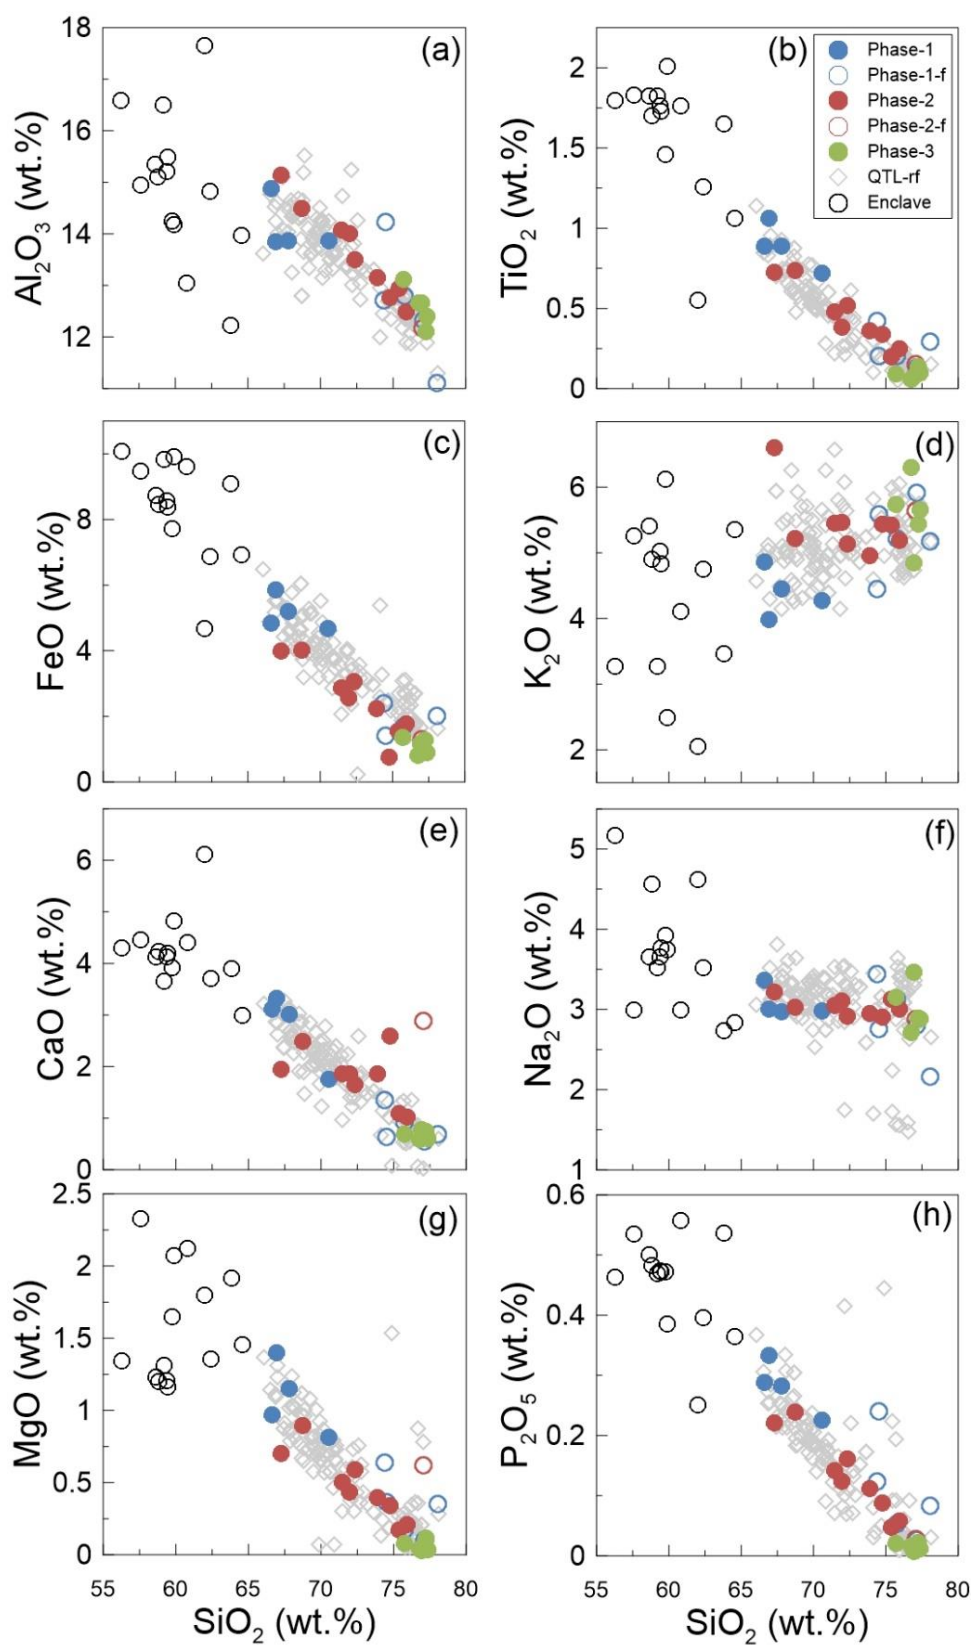 18
16
14
12
Al₂O₃ (wt.%)
(a)
2
1.5
1
0.5
0
TiO₂ (wt.%)
(b)
Phase-1
Phase-1-f
Phase-2
Phase-2-f
Phase-3
QTL-rf
Enclave
8
4
0
FeO (wt.%)
(c)
6
4
2
K₂O (wt.%)
(d)
6
4
2
0
CaO (wt.%)
(e)
5
4
3
2
1
Na₂O (wt.%)
(f)
2.5
2
1.5
1
0.5
0
MgO (wt.%)
(g)
55
60
65
70
75
80
SiO₂ (wt.%)
0.6
0.4
0.2
0
P₂O₅ (wt.%)
(h)
55
60
65
70
75
80
SiO₂ (wt.%)